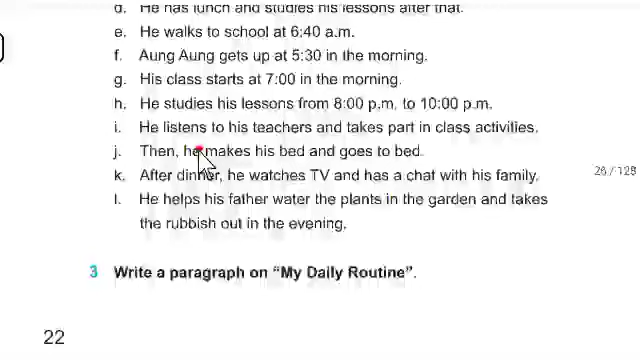 d. He has lunch and studies his lessons after that.
e. He walks to school at 6:40 a.m.
f. Aung Aung gets up at 5:30 in the morning.
g. His class starts at 7:00 in the morning.
h. He studies his lessons from 8:00 p.m. to 10:00 p.m.
i. He listens to his teachers and takes part in class activities.
j. Then, he makes his bed and goes to bed.
k. After dinner, he watches TV and has a chat with his family.
26 / 128
l. He helps his father water the plants in the garden and takes
the rubbish out in the evening.
3 Write a paragraph on “My Daily Routine”.
22